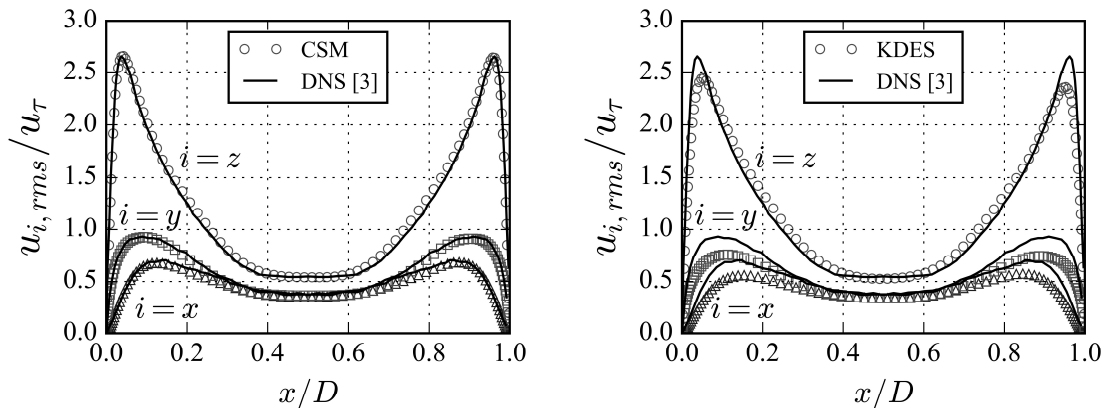 3.0
2.5
2.0
1.5
1.0
0.5
0.0
u_{i,rms}/u_τ
CSM
DNS [3]
i = z
i = y
i = x
0.0 0.2 0.4 0.6 0.8 1.0
x/D
3.0
2.5
2.0
1.5
1.0
0.5
0.0
u_{i,rms}/u_τ
KDES
DNS [3]
i = z
i = y
i = x
0.0 0.2 0.4 0.6 0.8 1.0
x/D